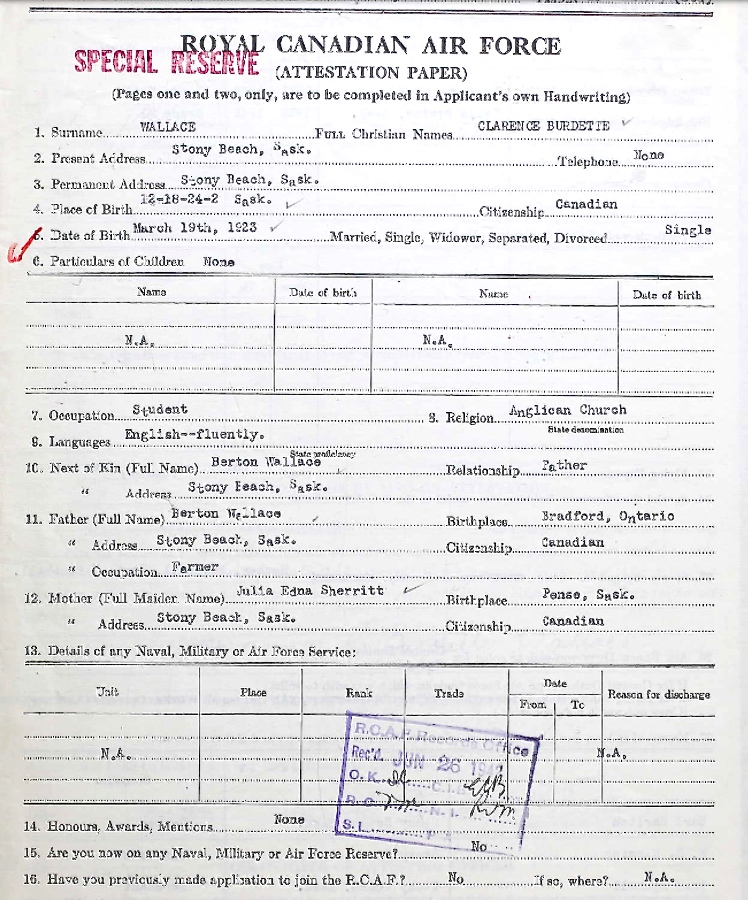 ROYAL CANADIAN AIR FORCE
SPECIAL RESERVE (ATTESTATION PAPER)
(Pages one and two, only, are to be completed in Applicant's own Handwriting)
1. Surname WALLACE FULL Christian Names CLARENCE BURDETTE
2. Present Address Stony Beach, Sask. Telephone None
3. Permanent Address Stony Beach, Sask.
4. Place of Birth 12-18-24-2 Sask. Citizenship Canadian
5. Date of Birth March 19th, 1923 Married, Single, Widower, Separated, Divorced Single
6. Particulars of Children None
Name Date of birth Name Date of birth
N.A. N.A.
7. Occupation Student 8. Religion Anglican Church
State denomination
9. Languages English--fluently.
State proficiency
10. Next of Kin (Full Name) Berton Wallace Relationship Father
" Address Stony Beach, Sask.
11. Father (Full Name) Berton Wallace Birthplace Bradford, Ontario
" Address Stony Beach, Sask. Citizenship Canadian
" Occupation Farmer
12. Mother (Full Maiden Name) Julia Edna Sherritt Birthplace Pense, Sask.
" Address Stony Beach, Sask. Citizenship Canadian
13. Details of any Naval, Military or Air Force Service:
Unit Place Rank Trade Date Reason for discharge
From To
R.C.A.F. Records Office
N.A. Rec'd. JUN 26 N.A.
O.K.
R.C. N.I.
S.I.
14. Honours, Awards, Mentions None
15. Are you now on any Naval, Military or Air Force Reserve? No
16. Have you previously made application to join the R.C.A.F.? No If so, where? N.A.